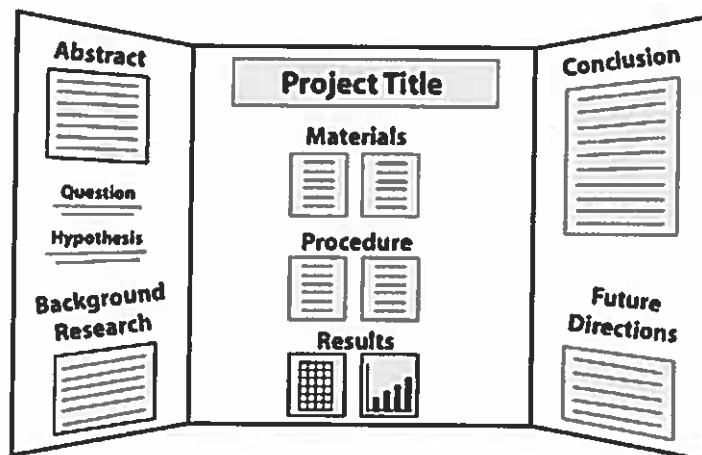 Abstract
Question
Hypothesis
Background
Research
Project Title
Materials
Procedure
Results
Conclusion
Future
Directions